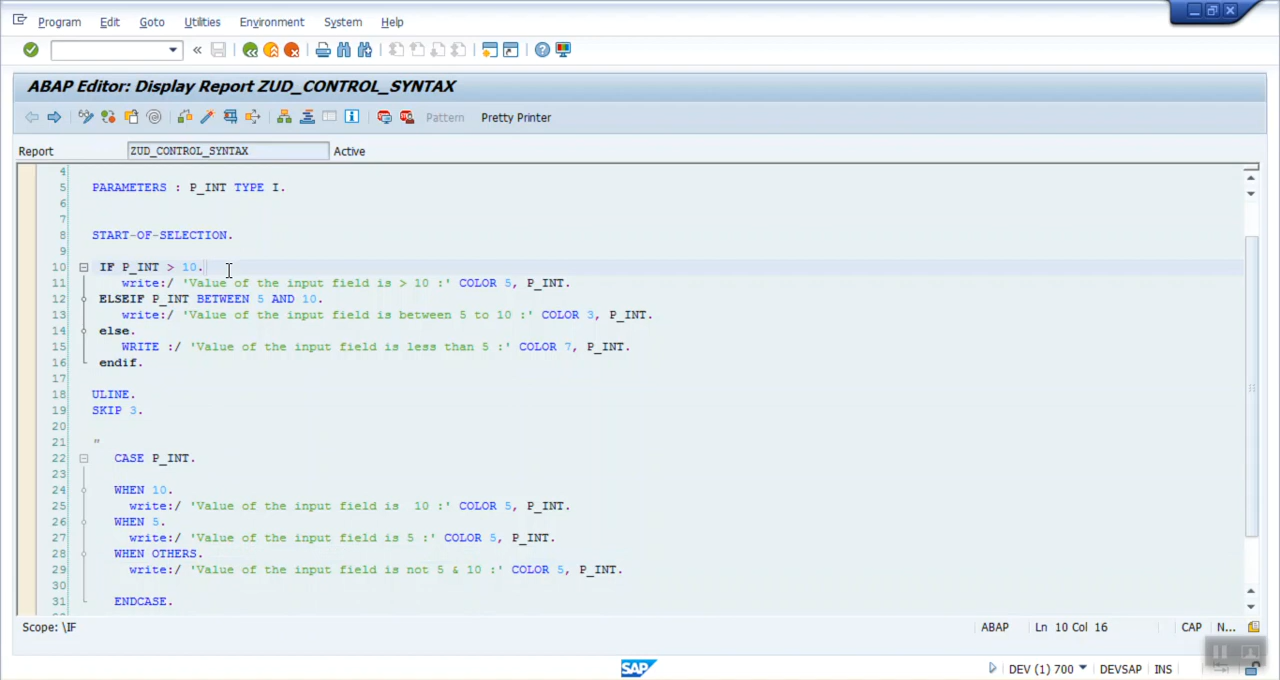 Program Edit Goto Utilities Environment System Help
ABAP Editor: Display Report ZUD_CONTROL_SYNTAX
Pattern Pretty Printer
Report ZUD_CONTROL_SYNTAX Active
4
5 PARAMETERS : P_INT TYPE I.
6
7
8 START-OF-SELECTION.
9
10 IF P_INT > 10.
11 write:/ 'Value of the input field is > 10 :' COLOR 5, P_INT.
12 ELSEIF P_INT BETWEEN 5 AND 10.
13 write:/ 'Value of the input field is between 5 to 10 :' COLOR 3, P_INT.
14 else.
15 WRITE :/ 'Value of the input field is less than 5 :' COLOR 7, P_INT.
16 endif.
17
18 ULINE.
19 SKIP 3.
20
21 "
22 CASE P_INT.
23
24 WHEN 10.
25 write:/ 'Value of the input field is  10 :' COLOR 5, P_INT.
26 WHEN 5.
27 write:/ 'Value of the input field is 5 :' COLOR 5, P_INT.
28 WHEN OTHERS.
29 write:/ 'Value of the input field is not 5 & 10 :' COLOR 5, P_INT.
30
31 ENDCASE.
Scope: \IF ABAP Ln 10 Col 16 CAP N...
SAP DEV (1) 700 DEVSAP INS